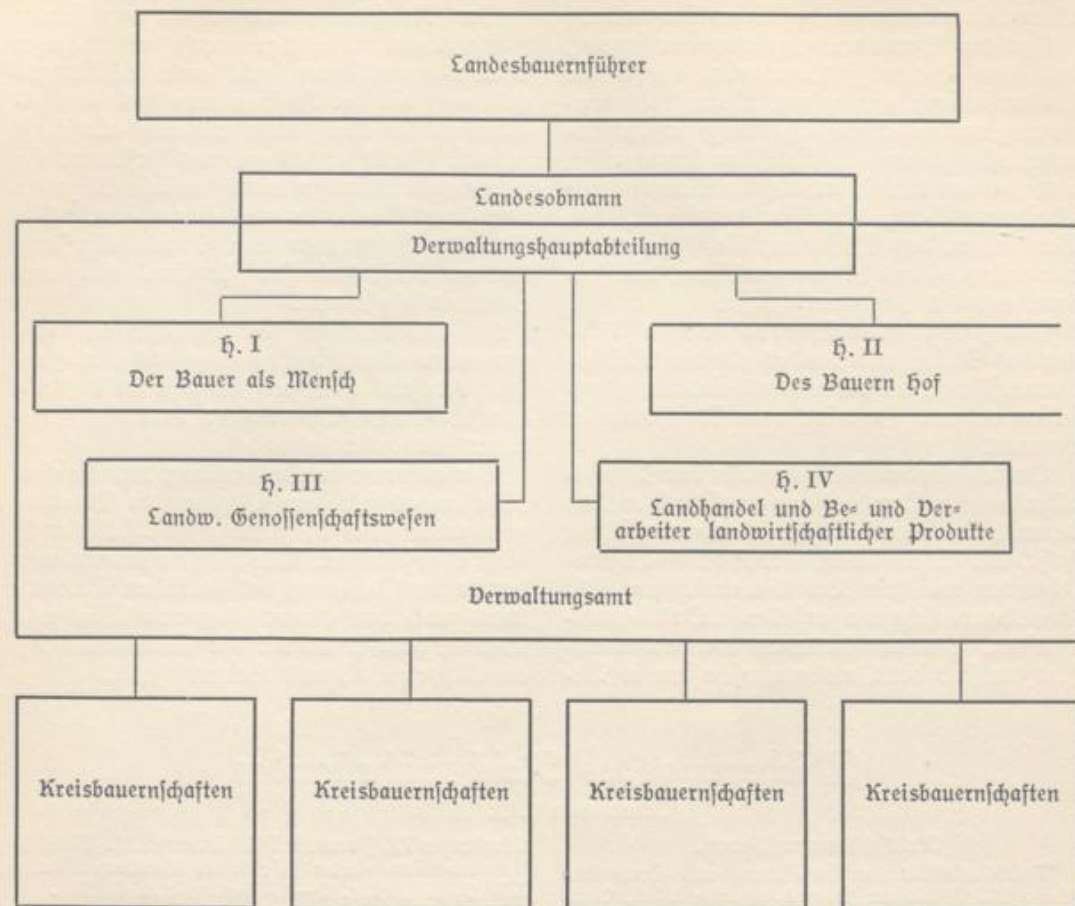 Landesbauernführer
Landesobmann
Verwaltungshauptabteilung
H. I
Der Bauer als Mensch
H. II
Des Bauern Hof
H. III
Landw. Genossenschaftswesen
H. IV
Landhandel und Be- und Ver-
arbeiter landwirtschaftlicher Produkte
Verwaltungsamt
Kreisbauernschaften
Kreisbauernschaften
Kreisbauernschaften
Kreisbauernschaften